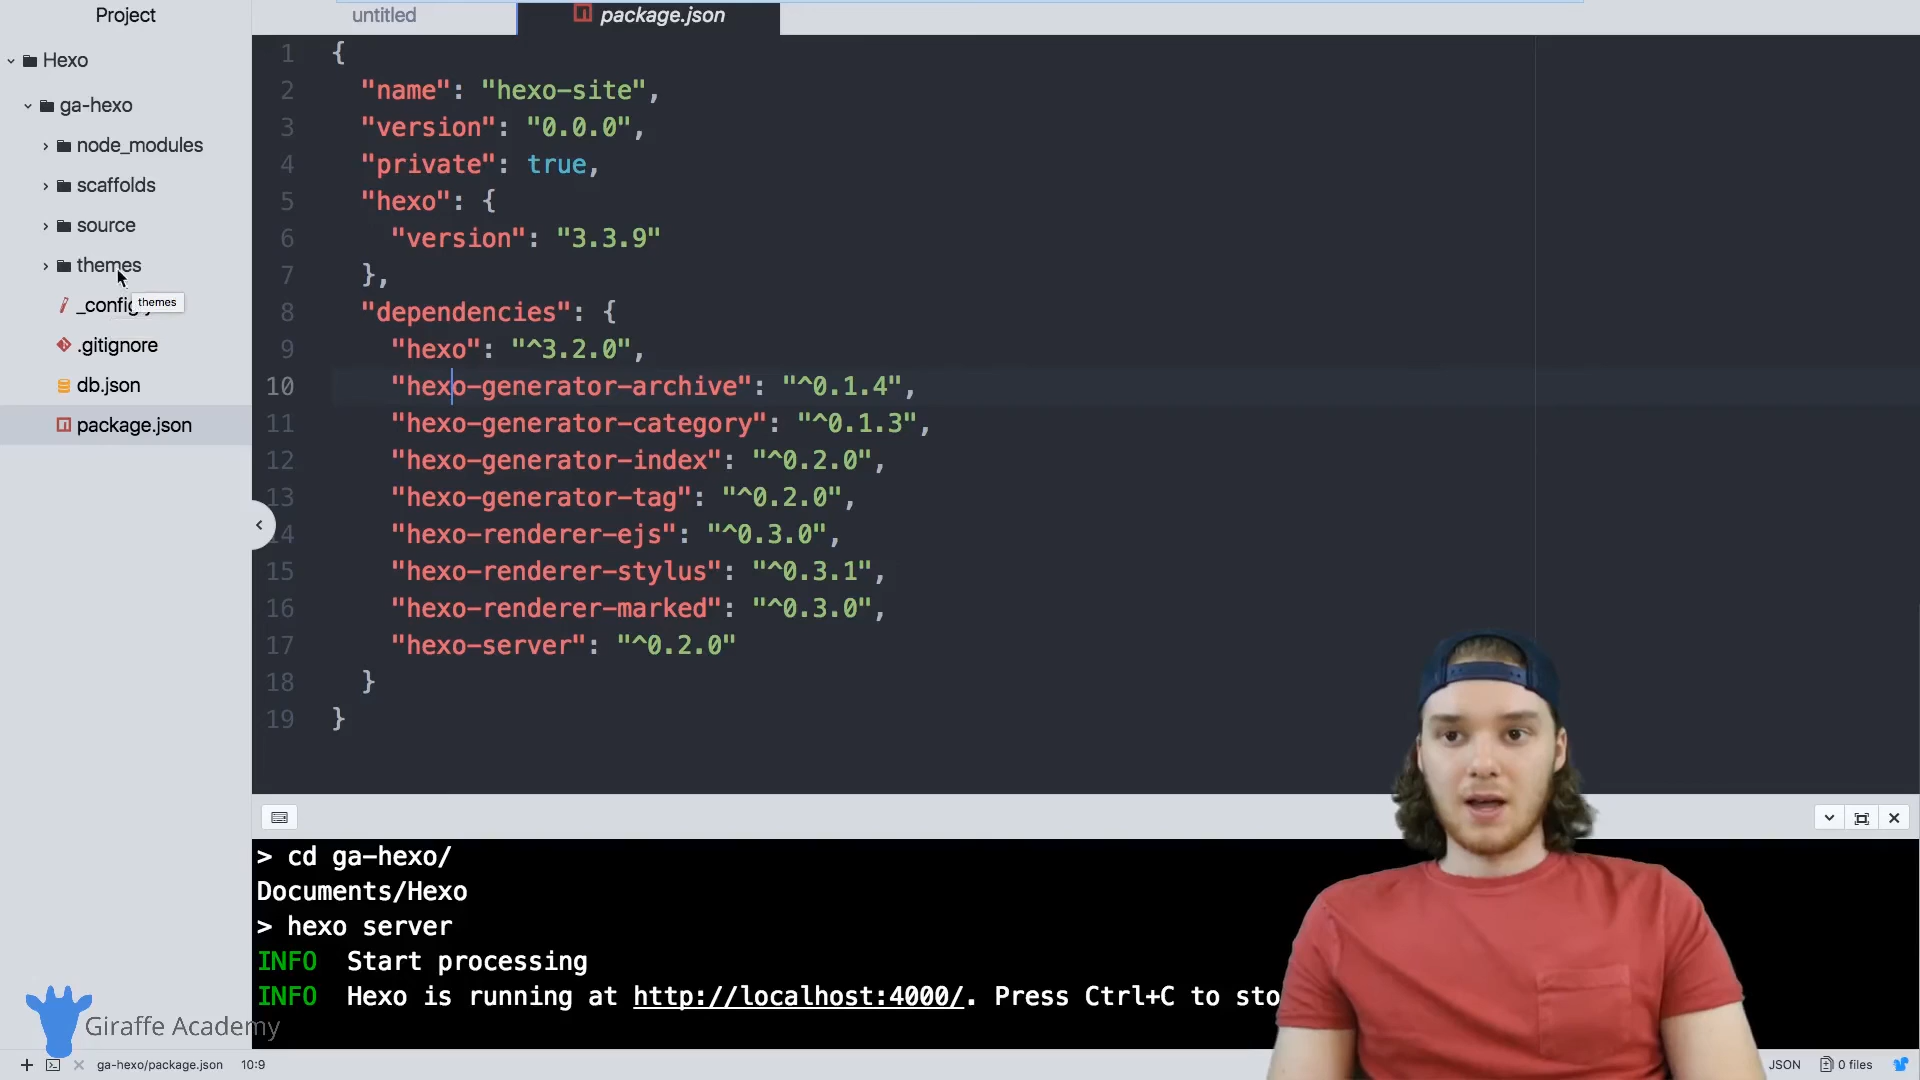 Project
untitled
package.json
Hexo
ga-hexo
node_modules
scaffolds
source
themes
themes
.gitignore
db.json
package.json
1 {
2 "name": "hexo-site",
3 "version": "0.0.0",
4 "private": true,
5 "hexo": {
6 "version": "3.3.9"
7 },
8 "dependencies": {
9 "hexo": "^3.2.0",
10 "hexo-generator-archive": "^0.1.4",
11 "hexo-generator-category": "^0.1.3",
12 "hexo-generator-index": "^0.2.0",
13 "hexo-generator-tag": "^0.2.0",
14 "hexo-renderer-ejs": "^0.3.0",
15 "hexo-renderer-stylus": "^0.3.1",
16 "hexo-renderer-marked": "^0.3.0",
17 "hexo-server": "^0.2.0"
18 }
19 }
> cd ga-hexo/
Documents/Hexo
> hexo server
INFO Start processing
INFO Hexo is running at http://localhost:4000/. Press Ctrl+C to sto
Giraffe Academy
ga-hexo/package.json 10:9
JSON 0 files